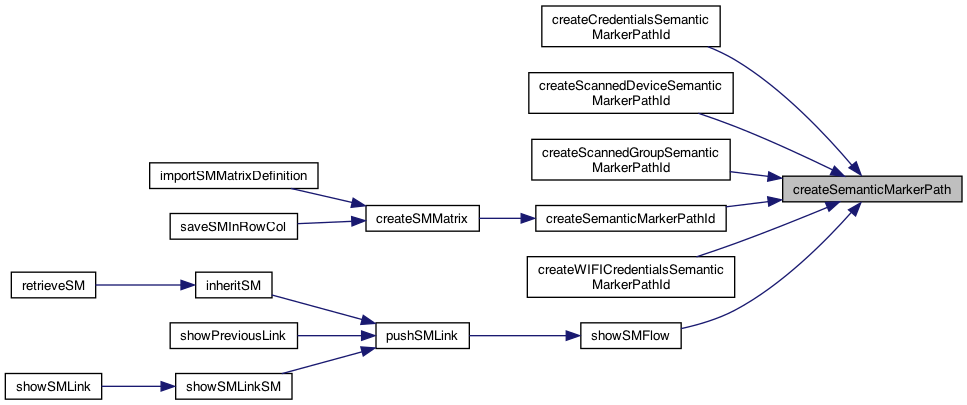 createCredentialsSemantic
MarkerPathId
createScannedDeviceSemantic
MarkerPathId
createScannedGroupSemantic
MarkerPathId
importSMMatrixDefinition
createSemanticMarkerPath
createSMMatrix
createSemanticMarkerPathId
saveSMInRowCol
createWIFICredentialsSemantic
MarkerPathId
retrieveSM
inheritSM
showPreviousLink
pushSMLink
showSMFlow
showSMLink
showSMLinkSM